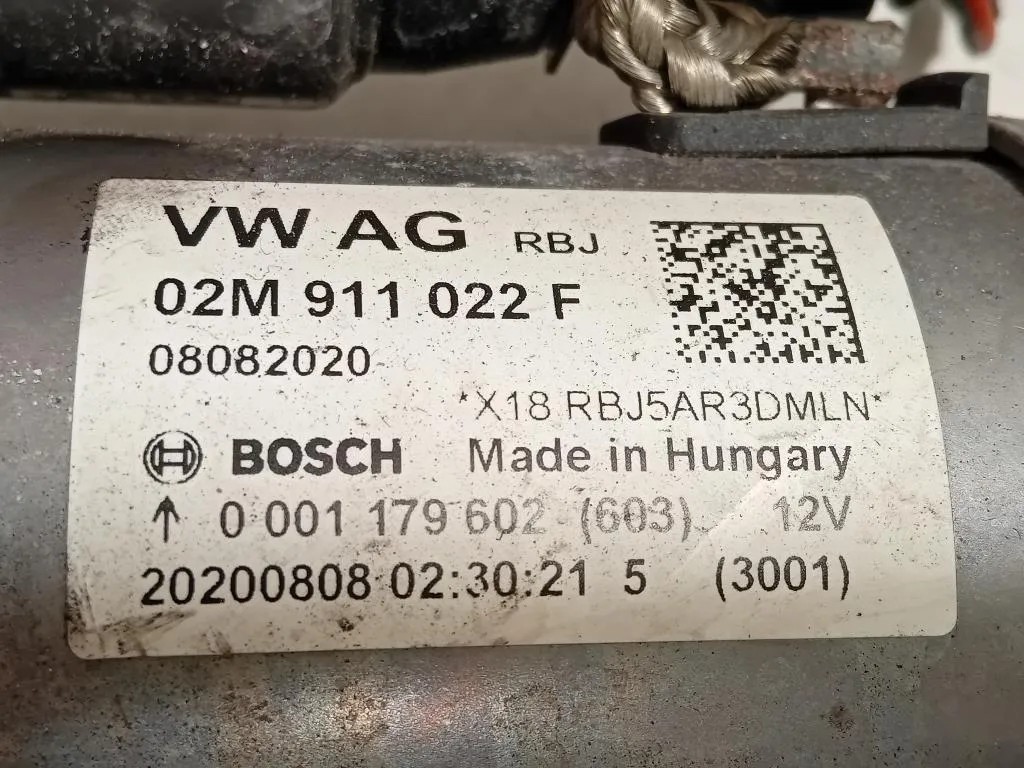 VW AG RBJ
02M 911 022 F
08082020
*X18 RBJ5AR3DMLN*
BOSCH Made in Hungary
↑ 0 001 179 602 (603) 12V
20200808 02:30:21 5 (3001)